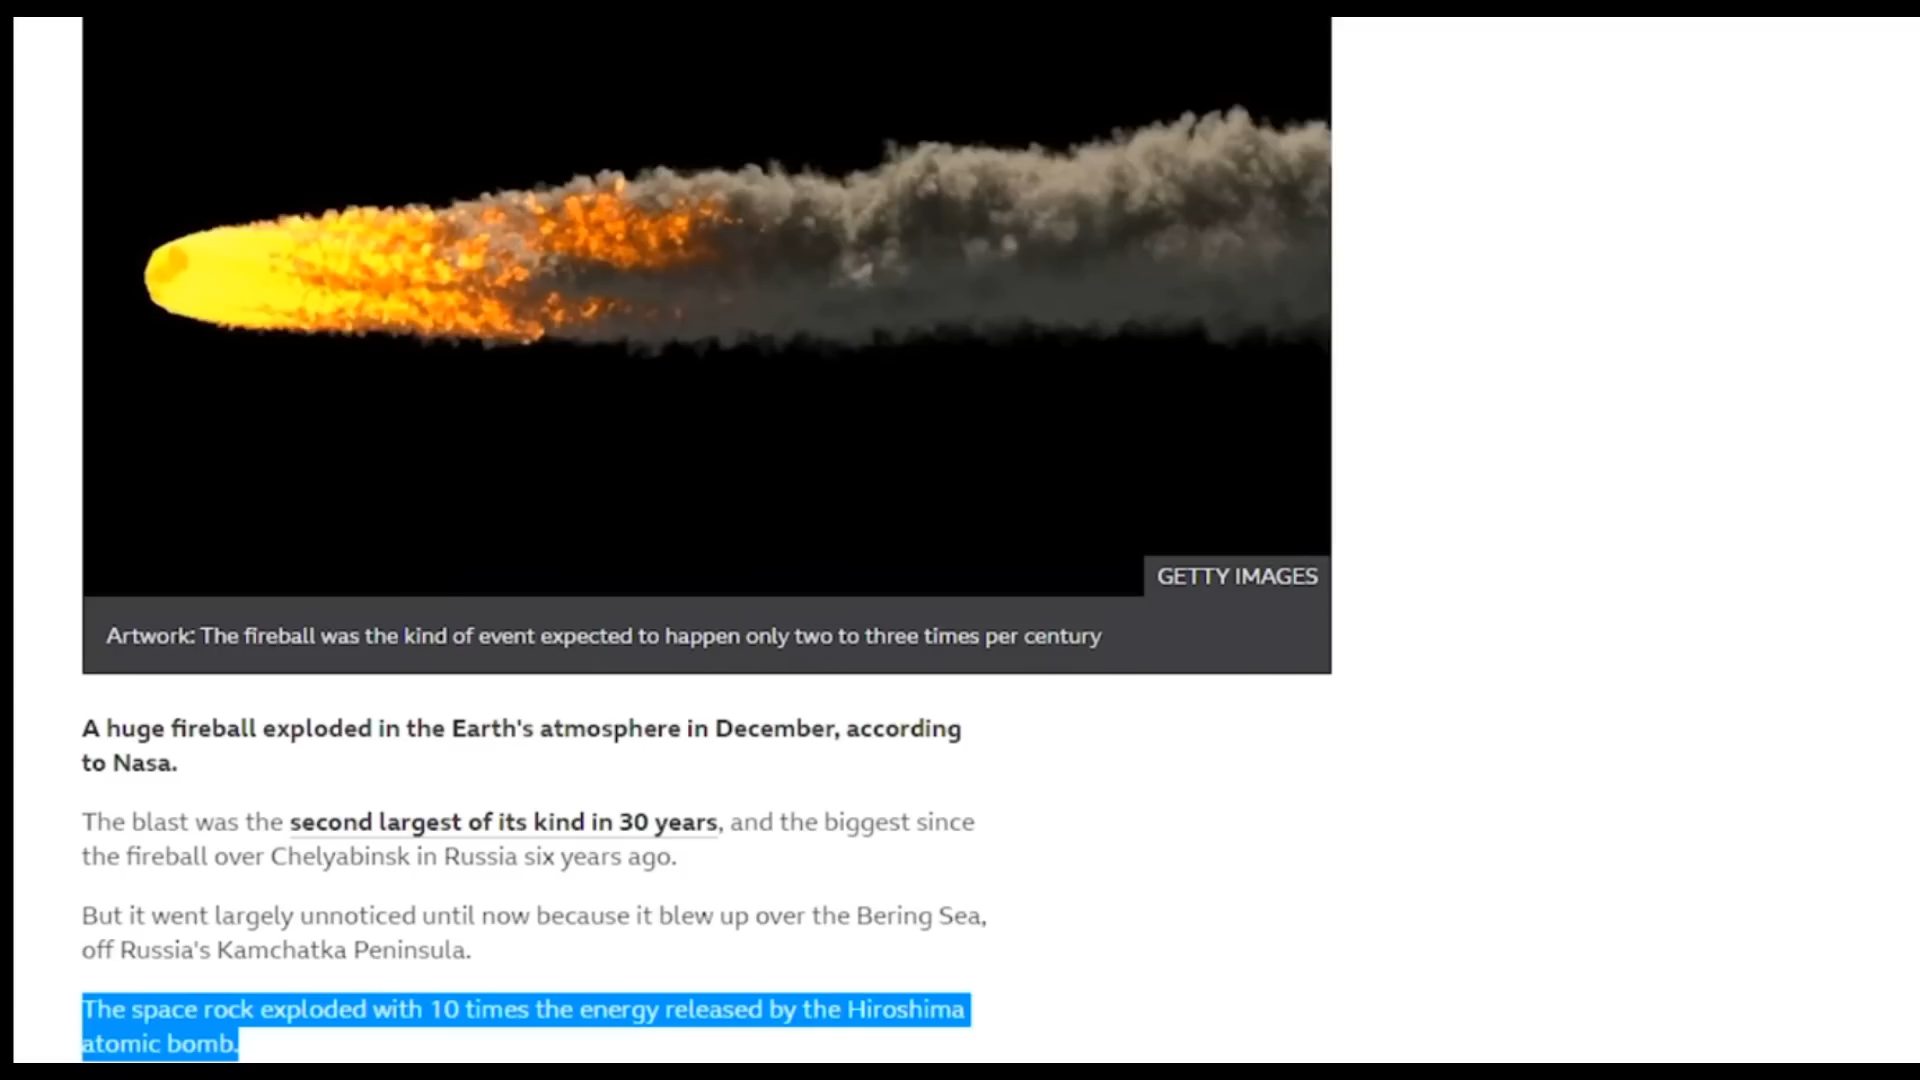 GETTY IMAGES
Artwork: The fireball was the kind of event expected to happen only two to three times per century
A huge fireball exploded in the Earth's atmosphere in December, according
to Nasa.
The blast was the second largest of its kind in 30 years, and the biggest since
the fireball over Chelyabinsk in Russia six years ago.
But it went largely unnoticed until now because it blew up over the Bering Sea,
off Russia's Kamchatka Peninsula.
The space rock exploded with 10 times the energy released by the Hiroshima
atomic bomb.